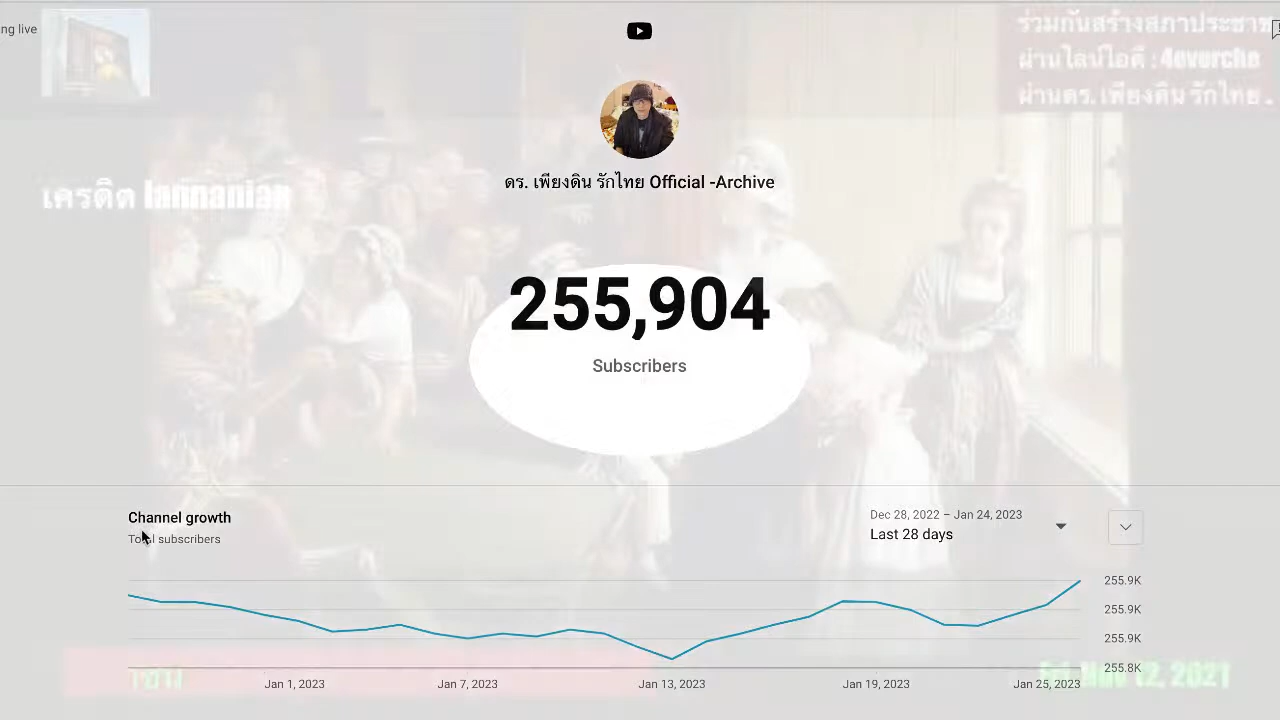 ng live
ร่วมกันสร้างสภาประชาช
ผ่านไลน์ไอดี : 4everche
ผ่านดร. เพียงดิน รักไทย .
ดร. เพียงดิน รักไทย Official -Archive
เครดิต lannanian
255,904
Subscribers
Channel growth
Total subscribers
Dec 28, 2022 – Jan 24, 2023
Last 28 days
255.9K
255.9K
255.9K
255.8K
12, 2021
Jan 1, 2023
Jan 7, 2023
Jan 13, 2023
Jan 19, 2023
Jan 25, 2023